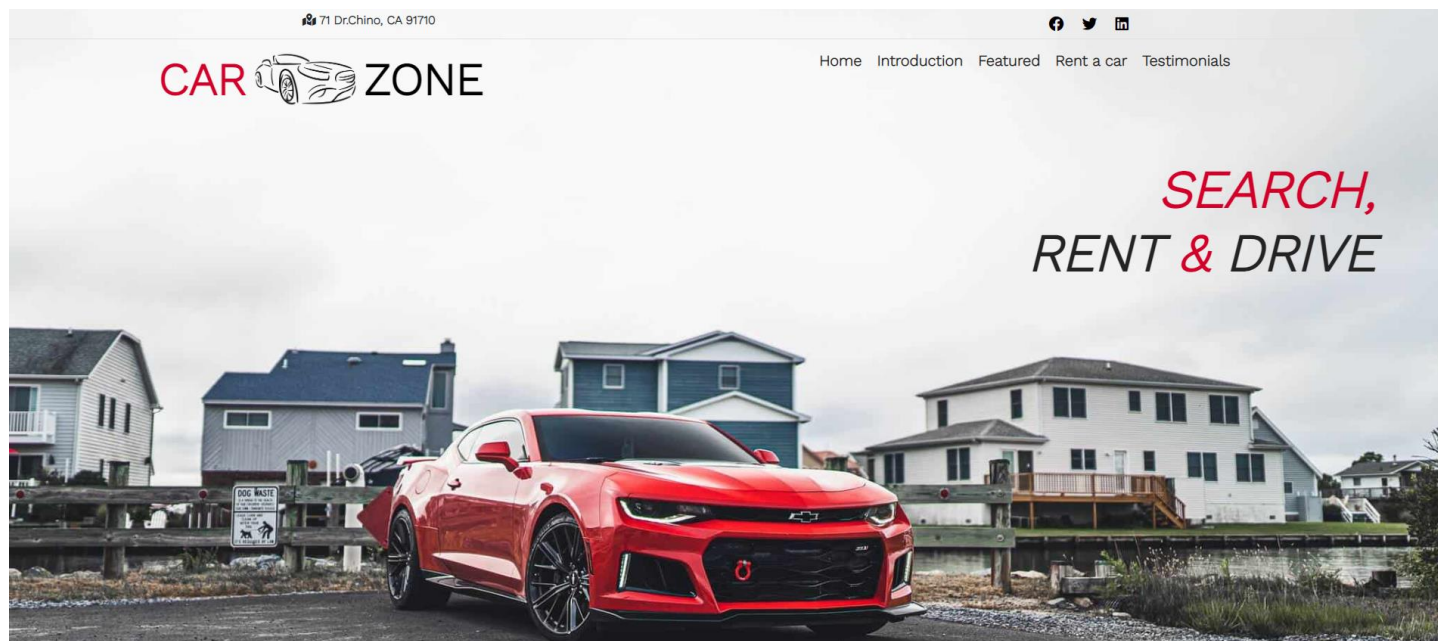 71 Dr.Chino, CA 91710
CAR ZONE
Home Introduction Featured Rent a car Testimonials
SEARCH,
RENT & DRIVE
DOG WASTE